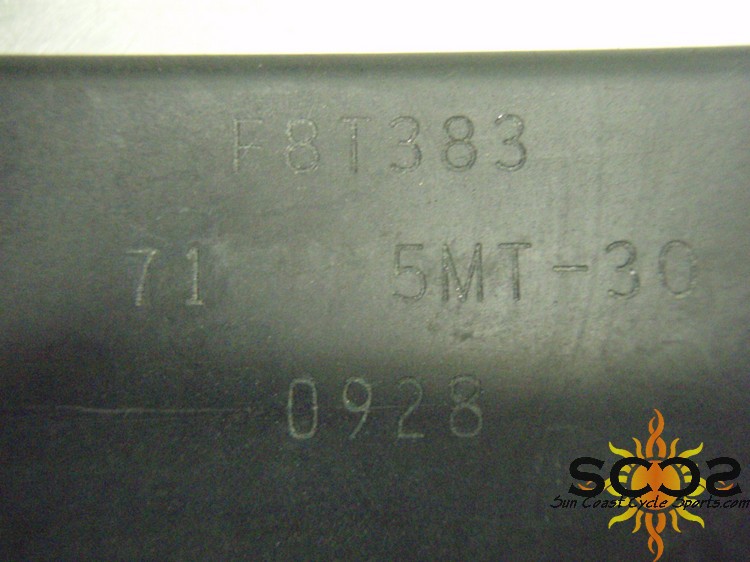 F8T383
71 5MT-30
0928
SCCS
Sun Coast Cycle Sports.com